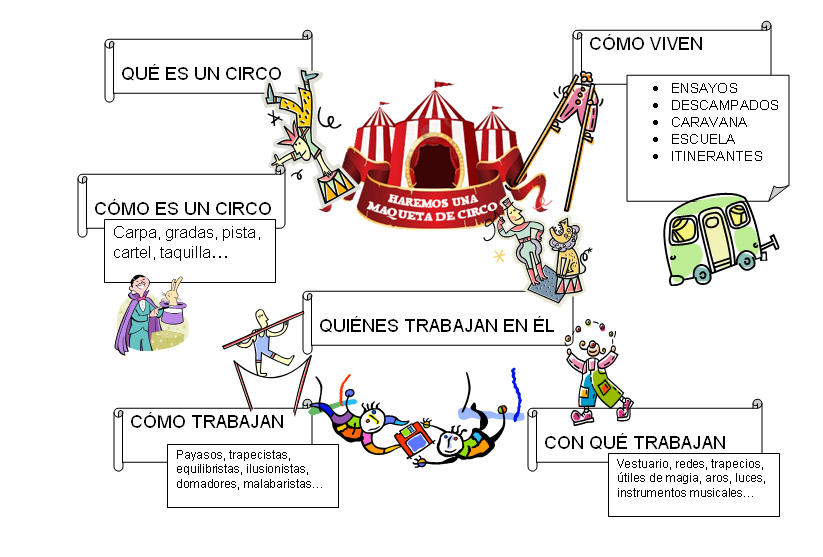 QUÉ ES UN CIRCO
CÓMO VIVEN
• ENSAYOS
• DESCAMPADOS
• CARAVANA
• ESCUELA
• ITINERANTES
HAREMOS UNA
MAQUETA DE CIRCO
CÓMO ES UN CIRCO
Carpa, gradas, pista,
cartel, taquilla…
QUIÉNES TRABAJAN EN ÉL
CÓMO TRABAJAN
Payasos, trapecistas,
equilibristas, ilusionistas,
domadores, malabaristas…
CON QUÉ TRABAJAN
Vestuario, redes, trapecios,
útiles de magia, aros, luces,
instrumentos musicales…